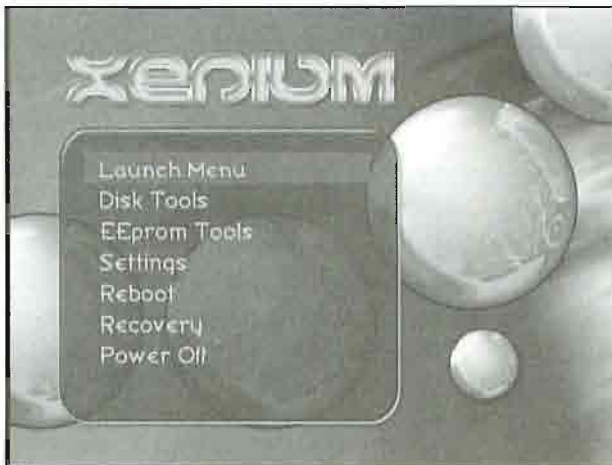 XENIUM
Launch Menu
Disk Tools
EEprom Tools
Settings
Reboot
Recovery
Power Off